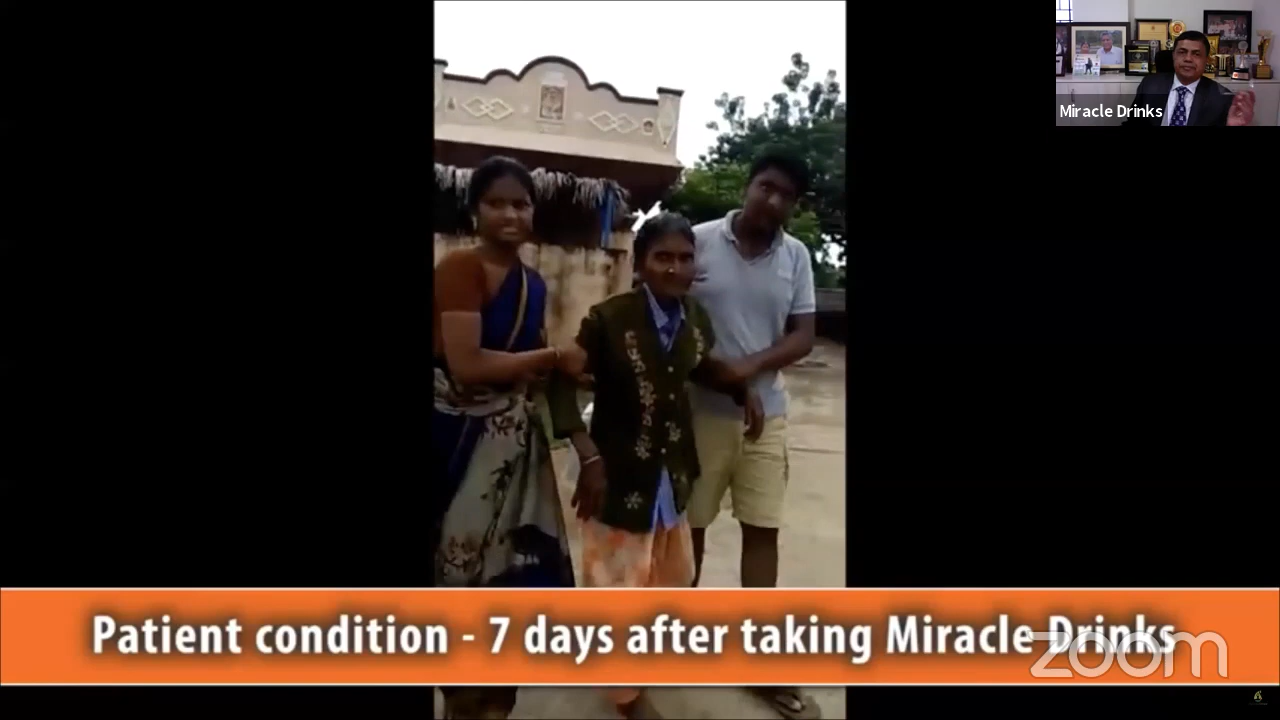 Miracle Drinks
Patient condition - 7 days after taking Miracle Drinks
zoom